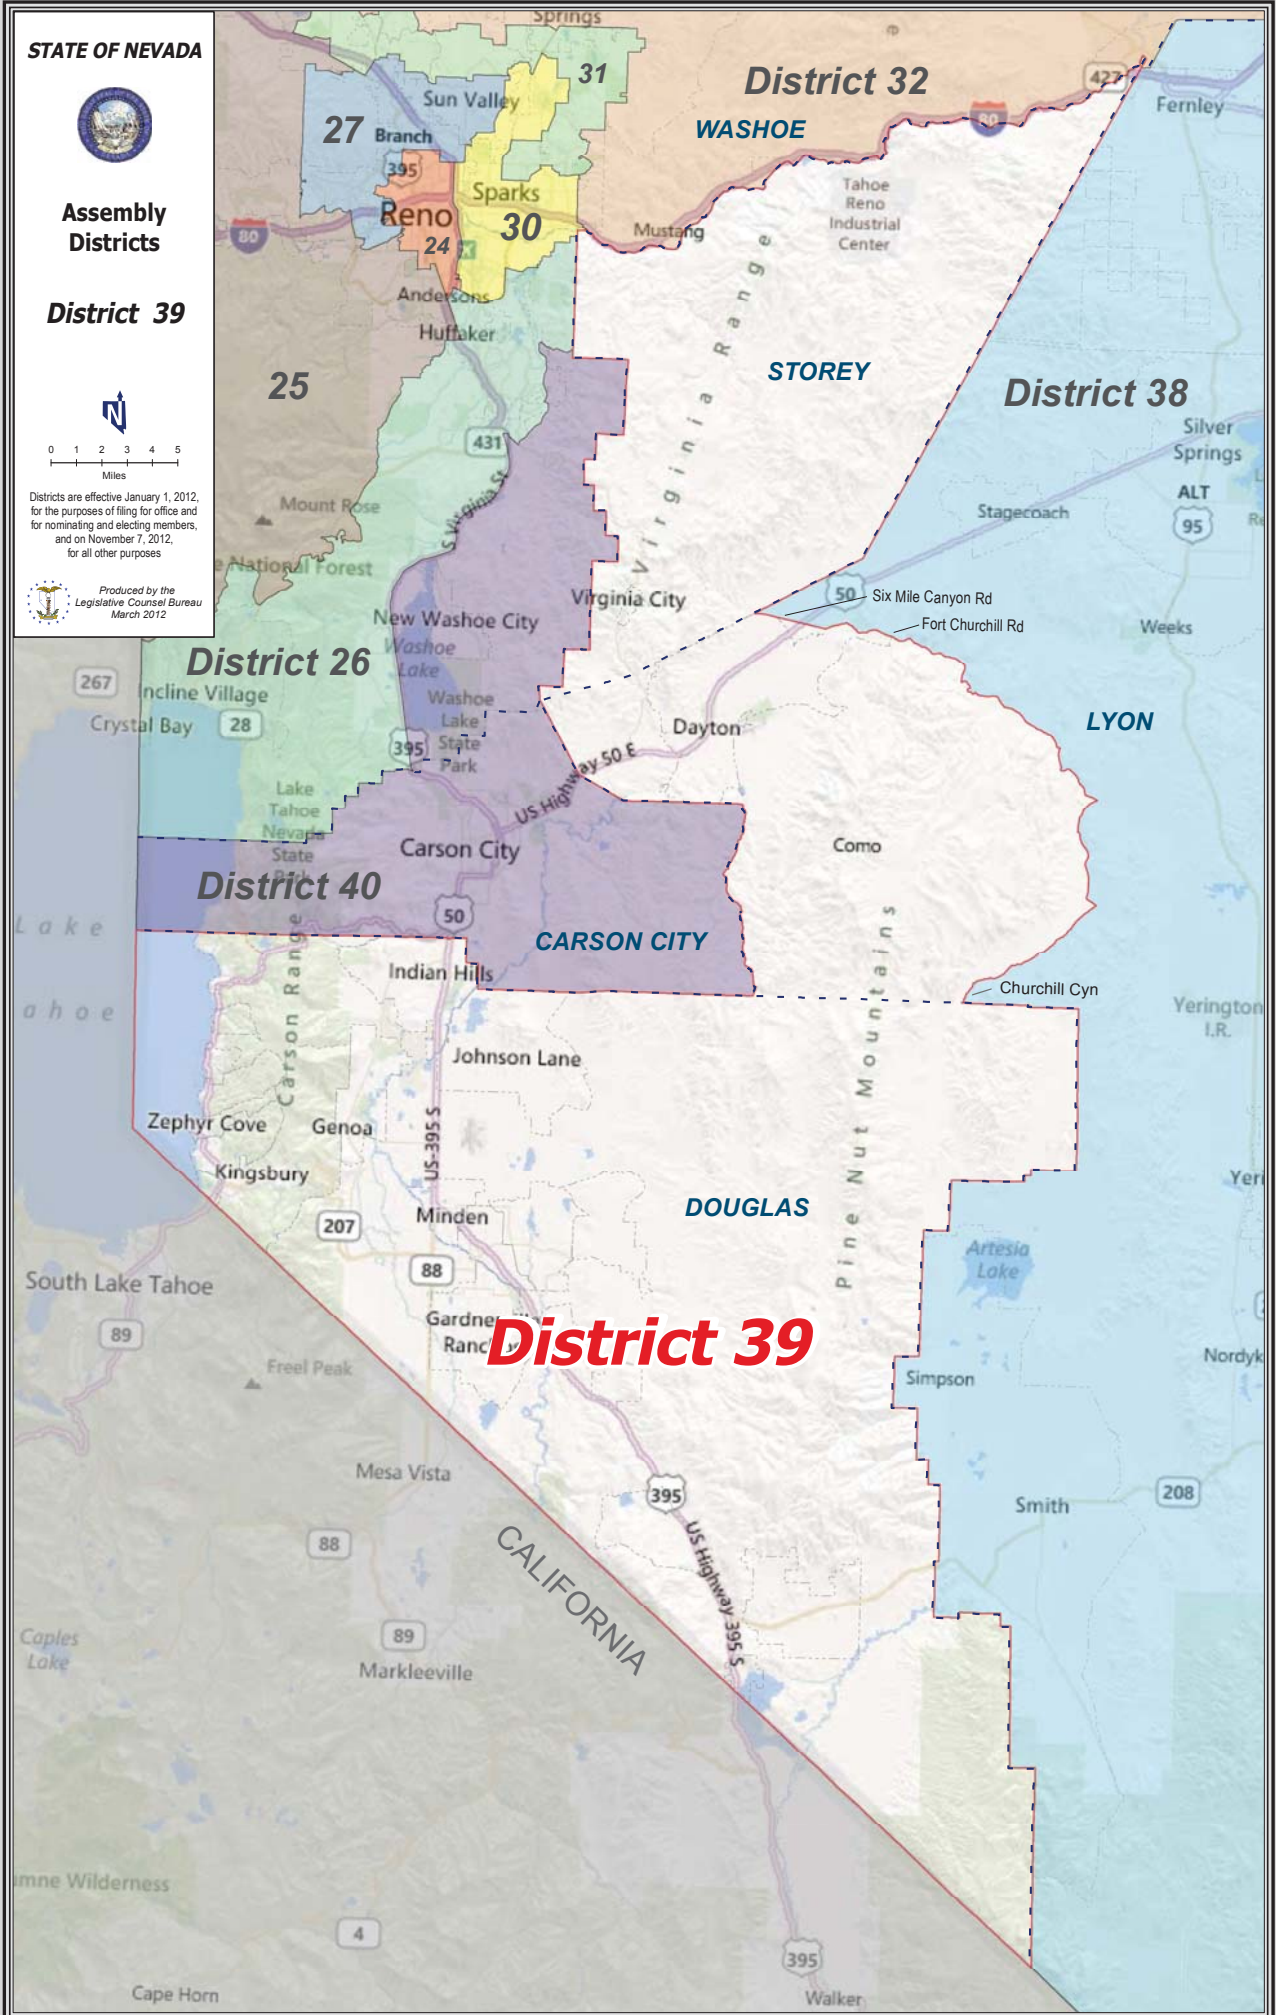 STATE OF NEVADA
Assembly
Districts
District 39
N
0 1 2 3 4 5
Miles
Districts are effective January 1, 2012,
for the purposes of filing for office and
for nominating and electing members,
and on November 7, 2012,
for all other purposes
Produced by the
Legislative Counsel Bureau
March 2012
Springs
31
District 32
427
Sun Valley
27
Branch
WASHOE
80
Fernley
395
Sparks
Tahoe
Reno
Industrial
Center
Reno
30
24
80
Mustang
Andersons
Huffaker
Virginia Range
STOREY
25
District 38
431
Silver
Springs
S Virginia St
Mount Rose
Stagecoach
ALT
95
e National Forest
Virginia City
50
Six Mile Canyon Rd
Fort Churchill Rd
New Washoe City
Weeks
Washoe
Lake
District 26
267
Incline Village
Crystal Bay
28
Washoe
Lake
State
Park
395
Dayton
LYON
US Highway 50 E
Lake
Tahoe
Nevada
State
Park
Carson City
Como
District 40
50
Lake
CARSON CITY
Carson Range
Indian Hills
Churchill Cyn
ahoe
Yerington
I.R.
Pine Nut Mountains
Johnson Lane
US-395 S
Zephyr Cove
Genoa
Kingsbury
Yeri
207
Minden
DOUGLAS
88
Artesia
Lake
South Lake Tahoe
89
District 39
Freel Peak
Simpson
Nordyk
Mesa Vista
395
208
Smith
CALIFORNIA
US Highway 395 S
88
89
Caples
Lake
Markleeville
umne Wilderness
4
395
Cape Horn
Walker